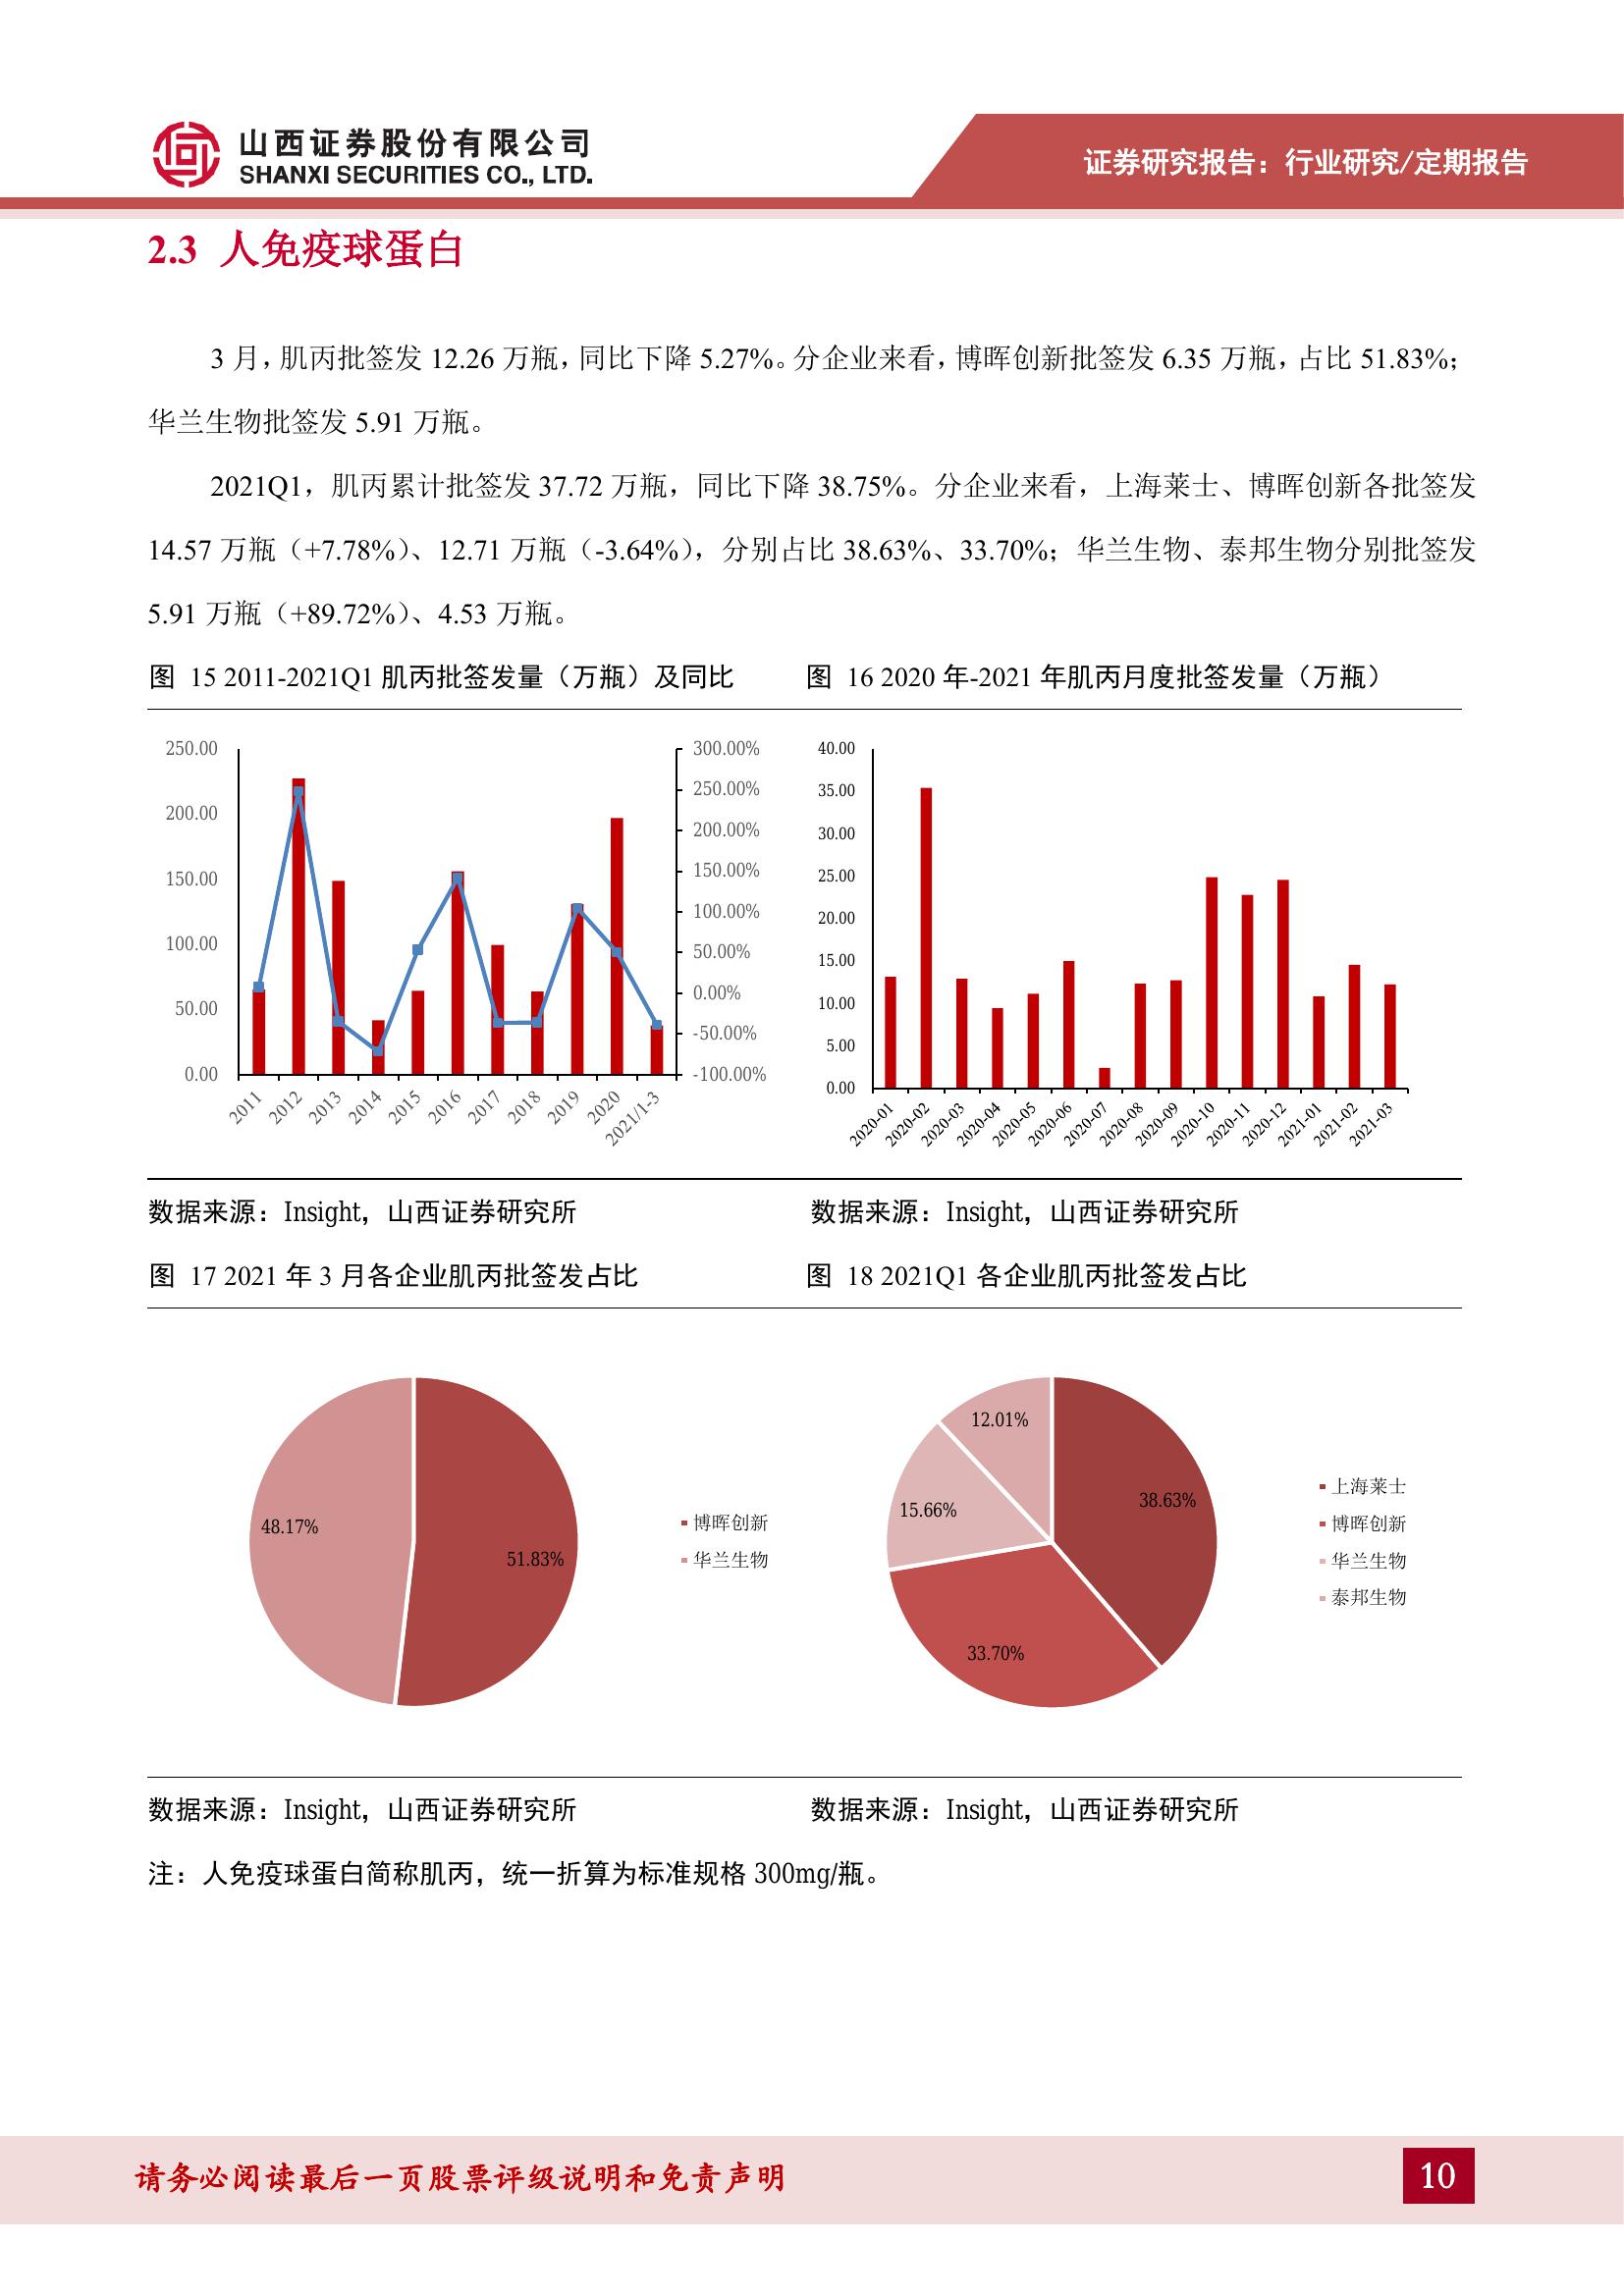 山西证券股份有限公司
SHANXI SECURITIES CO., LTD.
证券研究报告：行业研究/定期报告
2.3 人免疫球蛋白
3 月，肌丙批签发 12.26 万瓶，同比下降 5.27%。分企业来看，博晖创新批签发 6.35 万瓶，占比 51.83%；
华兰生物批签发 5.91 万瓶。
2021Q1，肌丙累计批签发 37.72 万瓶，同比下降 38.75%。分企业来看，上海莱士、博晖创新各批签发
14.57 万瓶（+7.78%）、12.71 万瓶（-3.64%），分别占比 38.63%、33.70%；华兰生物、泰邦生物分别批签发
5.91 万瓶（+89.72%）、4.53 万瓶。
图 15 2011-2021Q1 肌丙批签发量（万瓶）及同比
250.00
200.00
150.00
100.00
50.00
0.00
300.00%
250.00%
200.00%
150.00%
100.00%
50.00%
0.00%
-50.00%
-100.00%
2011
2012
2013
2014
2015
2016
2017
2018
2019
2020
2021/1-3
数据来源：Insight，山西证券研究所
图 16 2020 年-2021 年肌丙月度批签发量（万瓶）
40.00
35.00
30.00
25.00
20.00
15.00
10.00
5.00
0.00
2020-01
2020-02
2020-03
2020-04
2020-05
2020-06
2020-07
2020-08
2020-09
2020-10
2020-11
2020-12
2021-01
2021-02
2021-03
数据来源：Insight，山西证券研究所
图 17 2021 年 3 月各企业肌丙批签发占比
48.17%
51.83%
博晖创新
华兰生物
数据来源：Insight，山西证券研究所
图 18 2021Q1 各企业肌丙批签发占比
12.01%
38.63%
15.66%
33.70%
上海莱士
博晖创新
华兰生物
泰邦生物
数据来源：Insight，山西证券研究所
注：人免疫球蛋白简称肌丙，统一折算为标准规格 300mg/瓶。
请务必阅读最后一页股票评级说明和免责声明
10